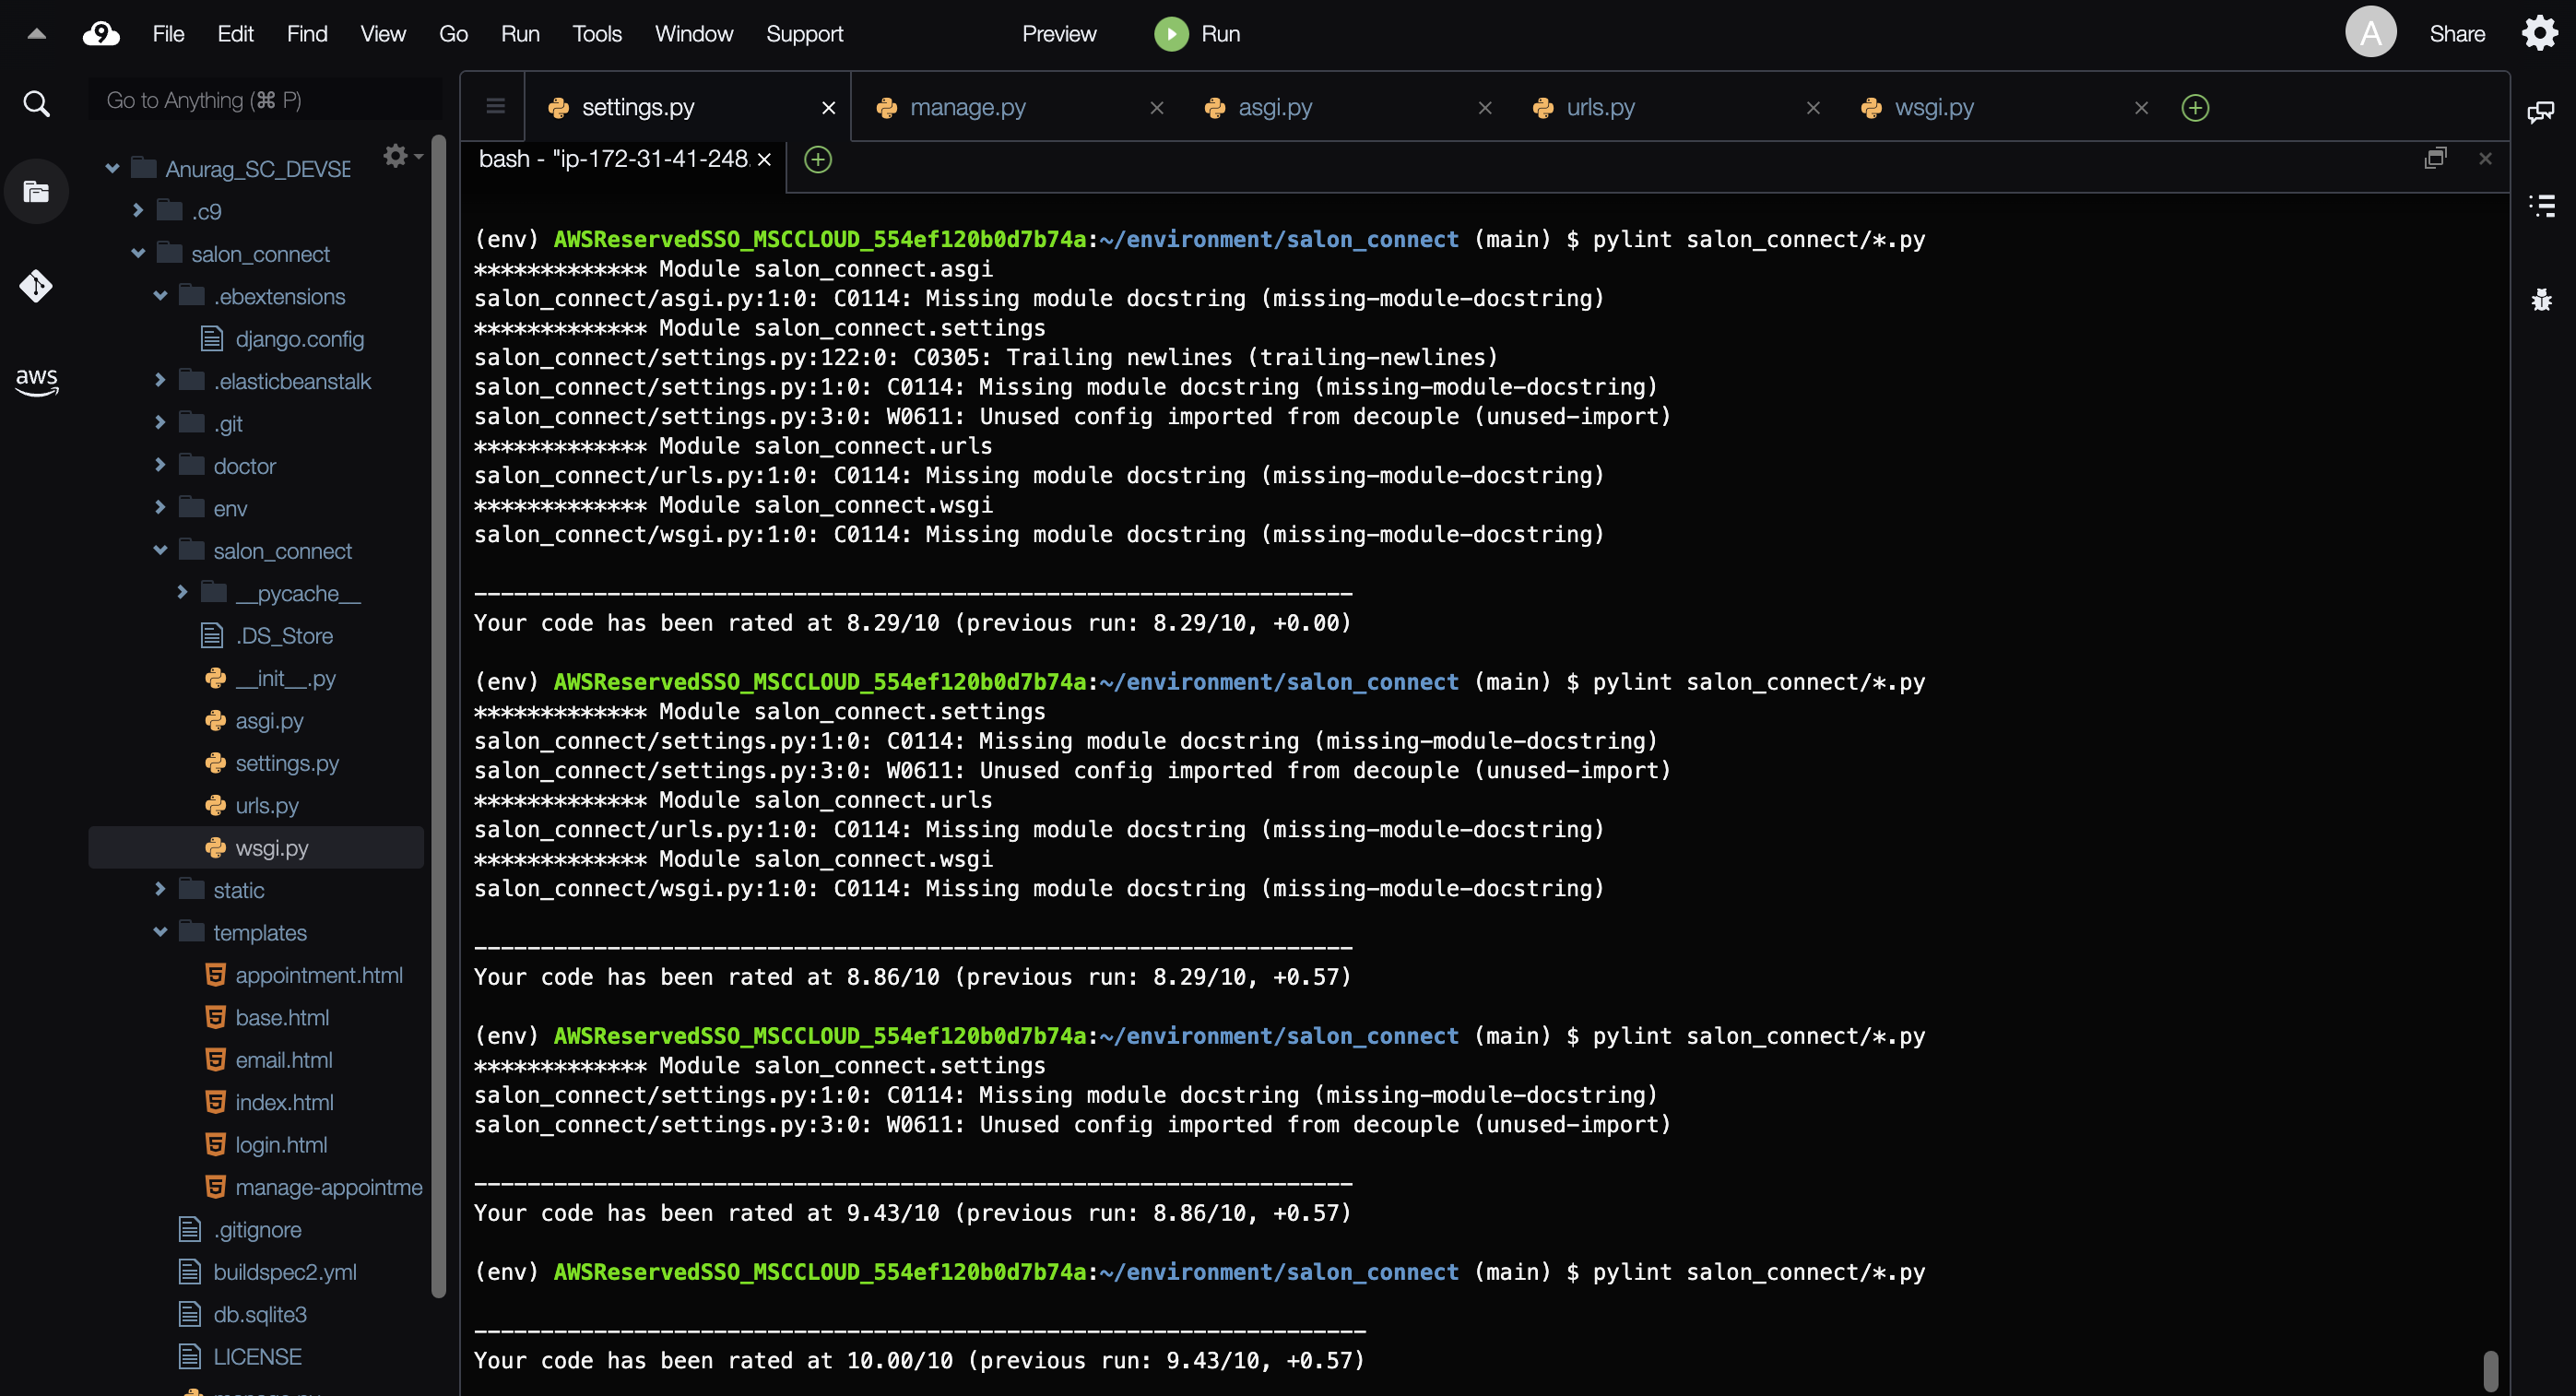 File Edit Find View Go Run Tools Window Support Preview Run A Share
Go to Anything (⌘ P)
settings.py manage.py asgi.py urls.py wsgi.py
bash - "ip-172-31-41-248.
Anurag_SC_DEVSE
.c9
salon_connect
.ebextensions
django.config
.elasticbeanstalk
.git
doctor
env
salon_connect
__pycache__
.DS_Store
__init__.py
asgi.py
settings.py
urls.py
wsgi.py
static
templates
appointment.html
base.html
email.html
index.html
login.html
manage-appointme
.gitignore
buildspec2.yml
db.sqlite3
LICENSE
aws
(env) AWSReservedSSO_MSCCLOUD_554ef120b0d7b74a:~/environment/salon_connect (main) $ pylint salon_connect/*.py
************* Module salon_connect.asgi
salon_connect/asgi.py:1:0: C0114: Missing module docstring (missing-module-docstring)
************* Module salon_connect.settings
salon_connect/settings.py:122:0: C0305: Trailing newlines (trailing-newlines)
salon_connect/settings.py:1:0: C0114: Missing module docstring (missing-module-docstring)
salon_connect/settings.py:3:0: W0611: Unused config imported from decouple (unused-import)
************* Module salon_connect.urls
salon_connect/urls.py:1:0: C0114: Missing module docstring (missing-module-docstring)
************* Module salon_connect.wsgi
salon_connect/wsgi.py:1:0: C0114: Missing module docstring (missing-module-docstring)
------------------------------------------------------------------
Your code has been rated at 8.29/10 (previous run: 8.29/10, +0.00)
(env) AWSReservedSSO_MSCCLOUD_554ef120b0d7b74a:~/environment/salon_connect (main) $ pylint salon_connect/*.py
************* Module salon_connect.settings
salon_connect/settings.py:1:0: C0114: Missing module docstring (missing-module-docstring)
salon_connect/settings.py:3:0: W0611: Unused config imported from decouple (unused-import)
************* Module salon_connect.urls
salon_connect/urls.py:1:0: C0114: Missing module docstring (missing-module-docstring)
************* Module salon_connect.wsgi
salon_connect/wsgi.py:1:0: C0114: Missing module docstring (missing-module-docstring)
------------------------------------------------------------------
Your code has been rated at 8.86/10 (previous run: 8.29/10, +0.57)
(env) AWSReservedSSO_MSCCLOUD_554ef120b0d7b74a:~/environment/salon_connect (main) $ pylint salon_connect/*.py
************* Module salon_connect.settings
salon_connect/settings.py:1:0: C0114: Missing module docstring (missing-module-docstring)
salon_connect/settings.py:3:0: W0611: Unused config imported from decouple (unused-import)
------------------------------------------------------------------
Your code has been rated at 9.43/10 (previous run: 8.86/10, +0.57)
(env) AWSReservedSSO_MSCCLOUD_554ef120b0d7b74a:~/environment/salon_connect (main) $ pylint salon_connect/*.py
-------------------------------------------------------------------
Your code has been rated at 10.00/10 (previous run: 9.43/10, +0.57)